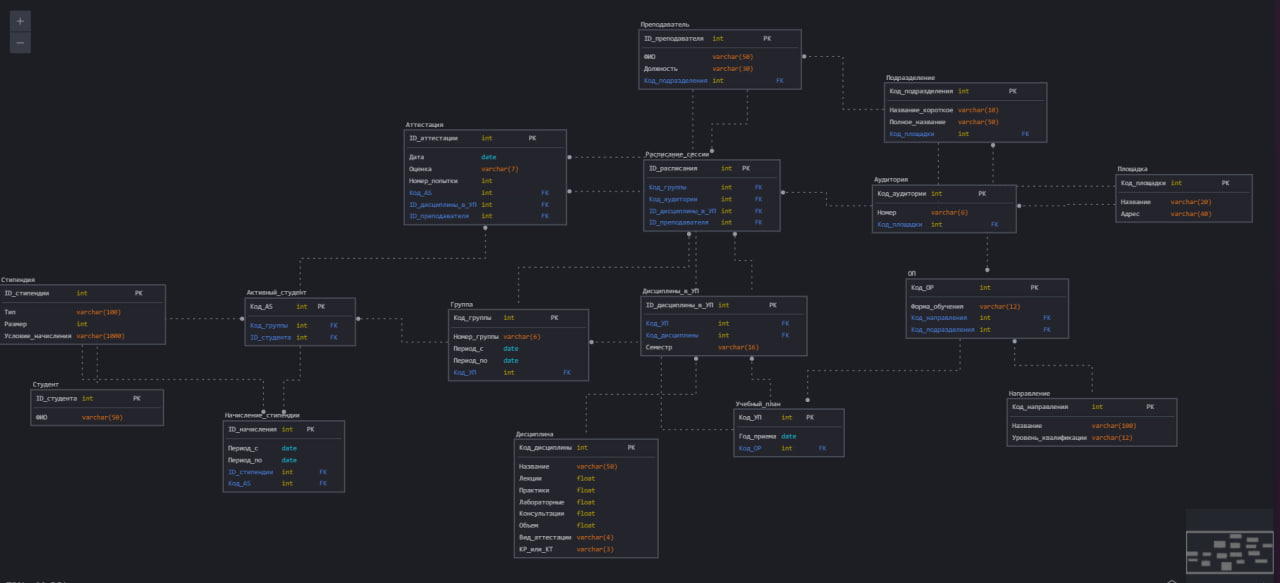 Преподаватель
ID_преподавателя int PK
ФИО varchar(50)
Должность varchar(30)
Код_подразделения int FK
Подразделение
Код_подразделения int PK
Название_короткое varchar(10)
Полное_название varchar(50)
Код_площадки int FK
Аттестация
ID_аттестации int PK
Дата date
Оценка varchar(7)
Номер_попытки int
Код_AS int FK
ID_дисциплины_в_УП int FK
ID_преподавателя int FK
Расписание_сессии
ID_расписания int PK
Код_группы int FK
Код_аудитории int FK
ID_дисциплины_в_УП int FK
ID_преподавателя int FK
Аудитория
Код_аудитории int PK
Номер varchar(6)
Код_площадки int FK
Площадка
Код_площадки int PK
Название varchar(20)
Адрес varchar(40)
Стипендия
ID_стипендии int PK
Тип varchar(100)
Размер int
Условие_начисления varchar(1000)
Активный_студент
Код_AS int PK
Код_группы int FK
ID_студента int FK
Группа
Код_группы int PK
Номер_группы varchar(6)
Период_с date
Период_по date
Код_УП int FK
Дисциплины_в_УП
ID_дисциплины_в_УП int PK
Код_УП int FK
Код_дисциплины int FK
Семестр varchar(16)
ОП
Код_OP int PK
Форма_обучения varchar(12)
Код_направления int FK
Код_подразделения int FK
Студент
ID_студента int PK
ФИО varchar(50)
Начисление_стипендии
ID_начисления int PK
Период_с date
Период_по date
ID_стипендии int FK
Код_AS int FK
Дисциплина
Код_дисциплины int PK
Название varchar(50)
Лекции float
Практики float
Лабораторные float
Консультации float
Объем float
Вид_аттестации varchar(4)
КР_или_КТ varchar(3)
Учебный_план
Код_УП int PK
Год_приема date
Код_OP int FK
Направление
Код_направления int PK
Название varchar(100)
Уровень_квалификации varchar(12)